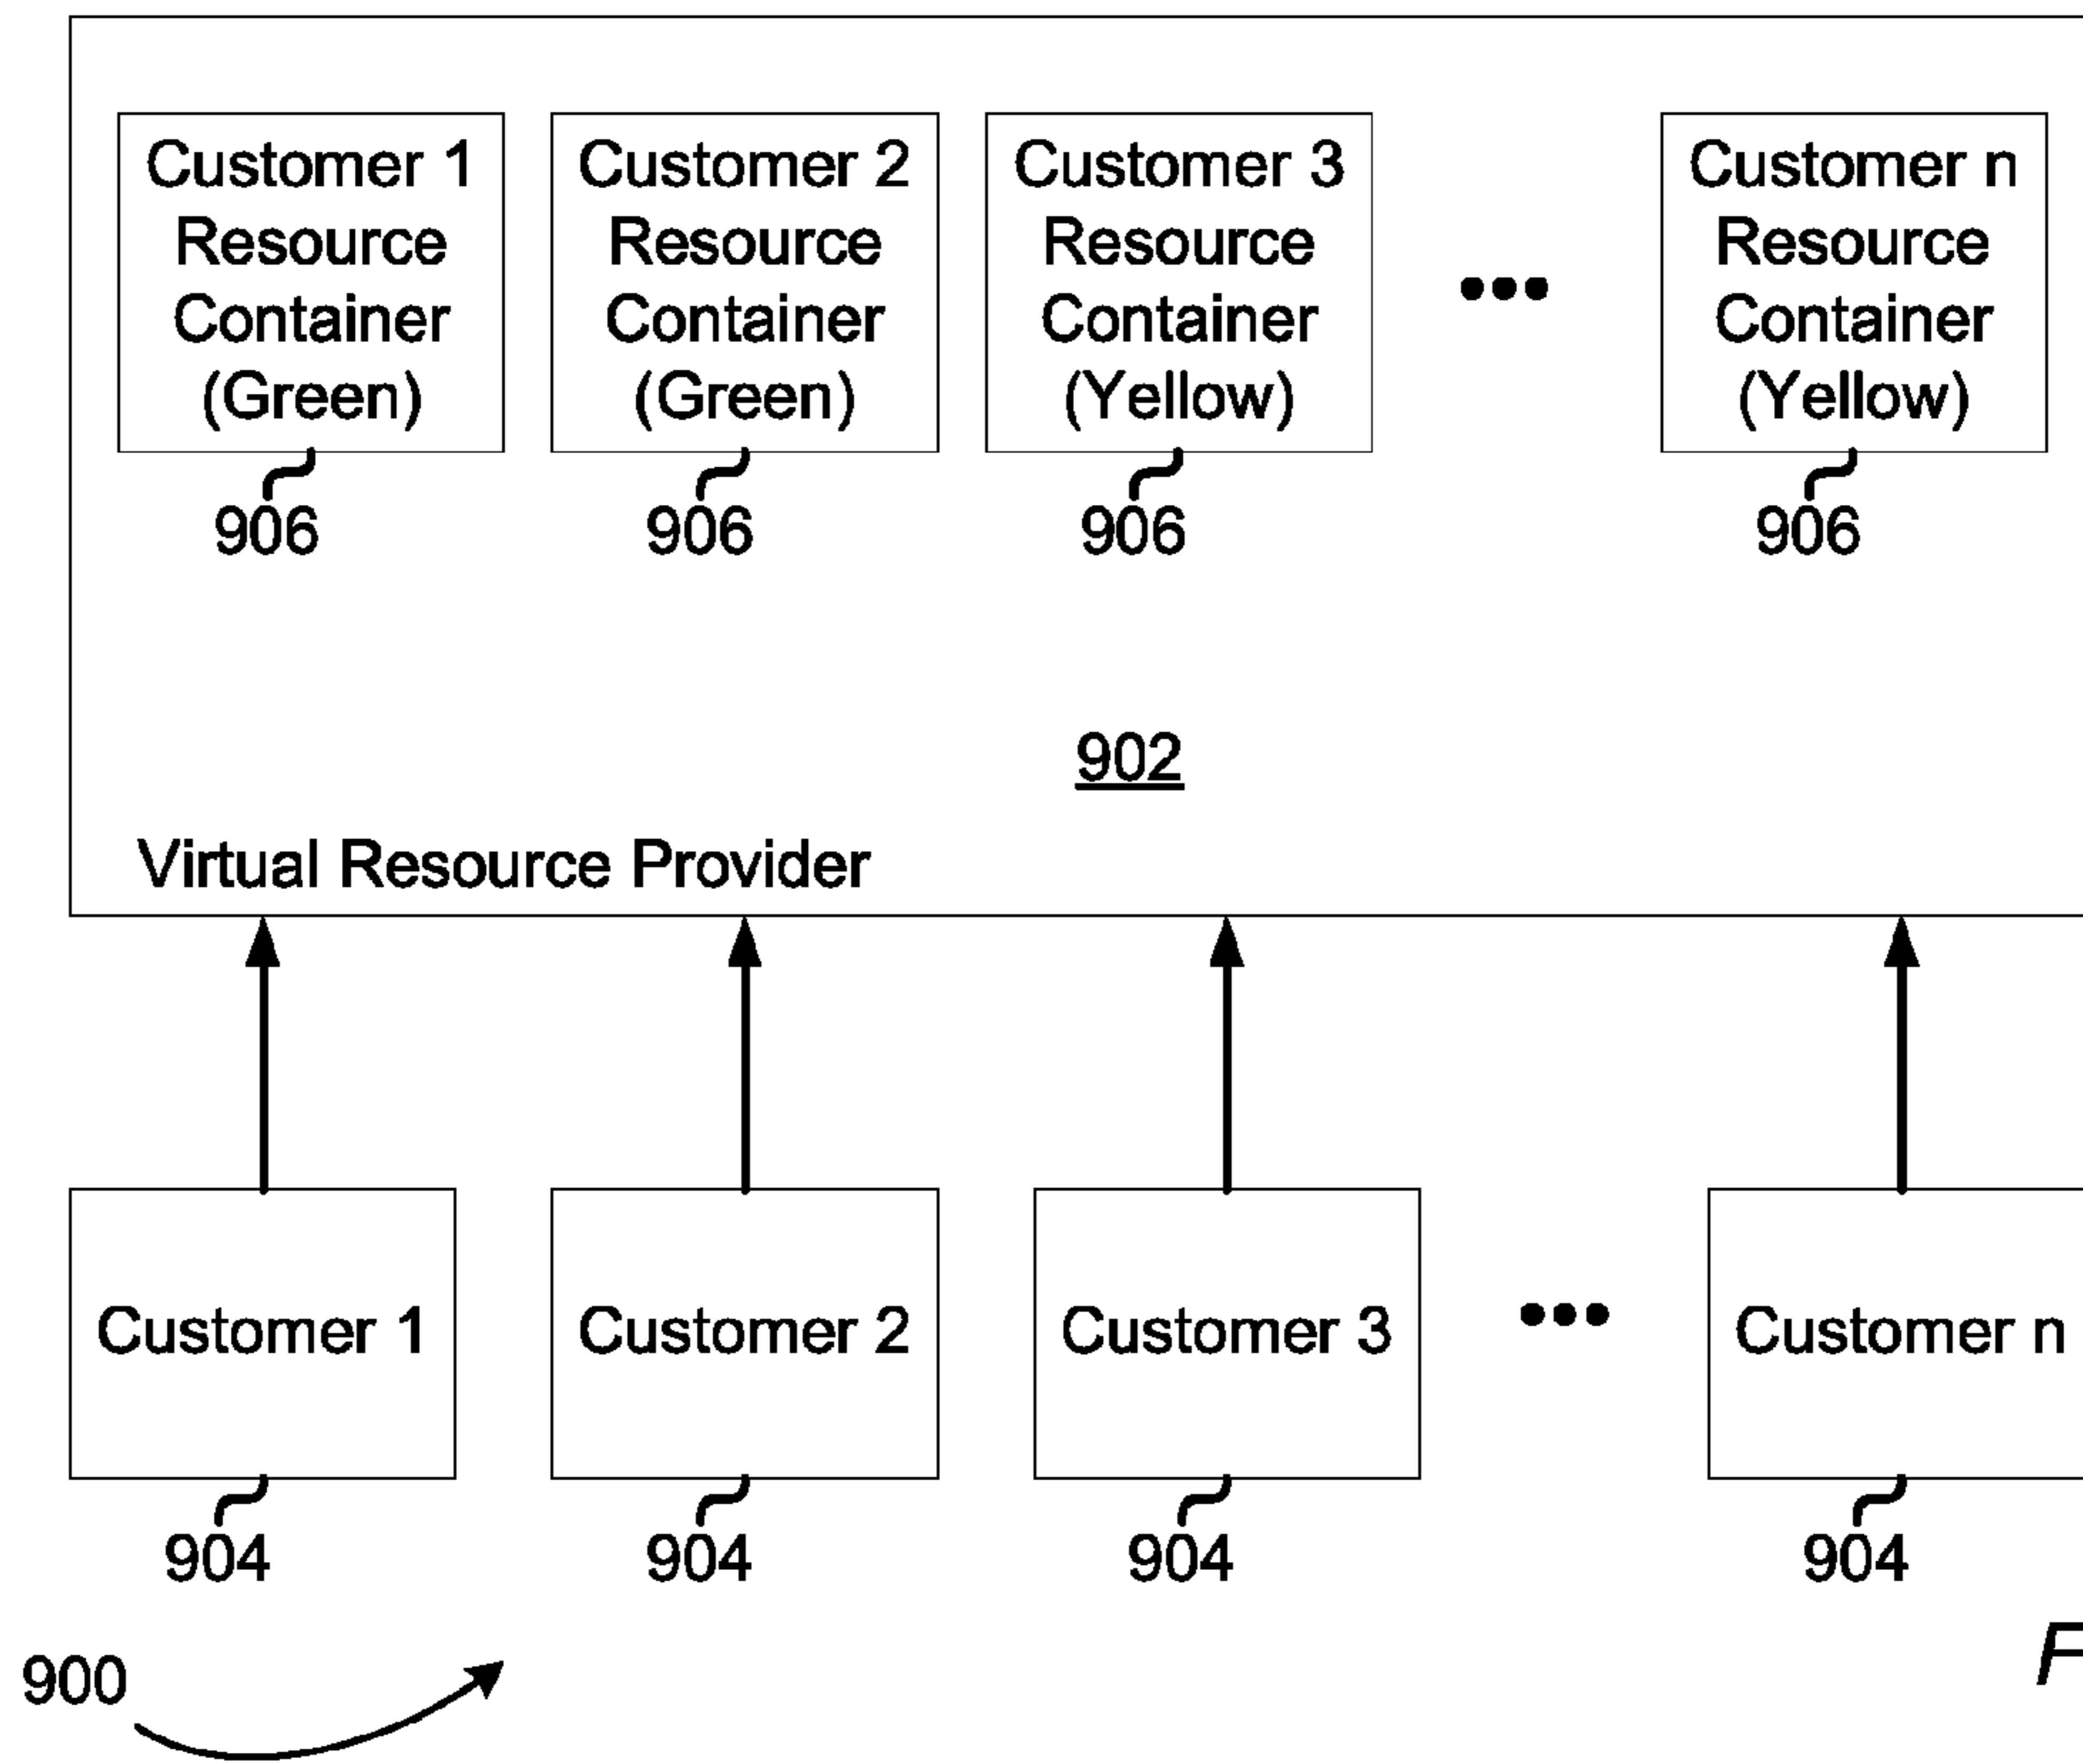 Customer 1
Resource
Container
(Green)
906
Customer 2
Resource
Container
(Green)
906
Customer 3
Resource
Container
(Yellow)
906
•••
Customer n
Resource
Container
(Yellow)
906
902
Virtual Resource Provider
Customer 1
904
Customer 2
904
Customer 3
904
•••
Customer n
904
900
F